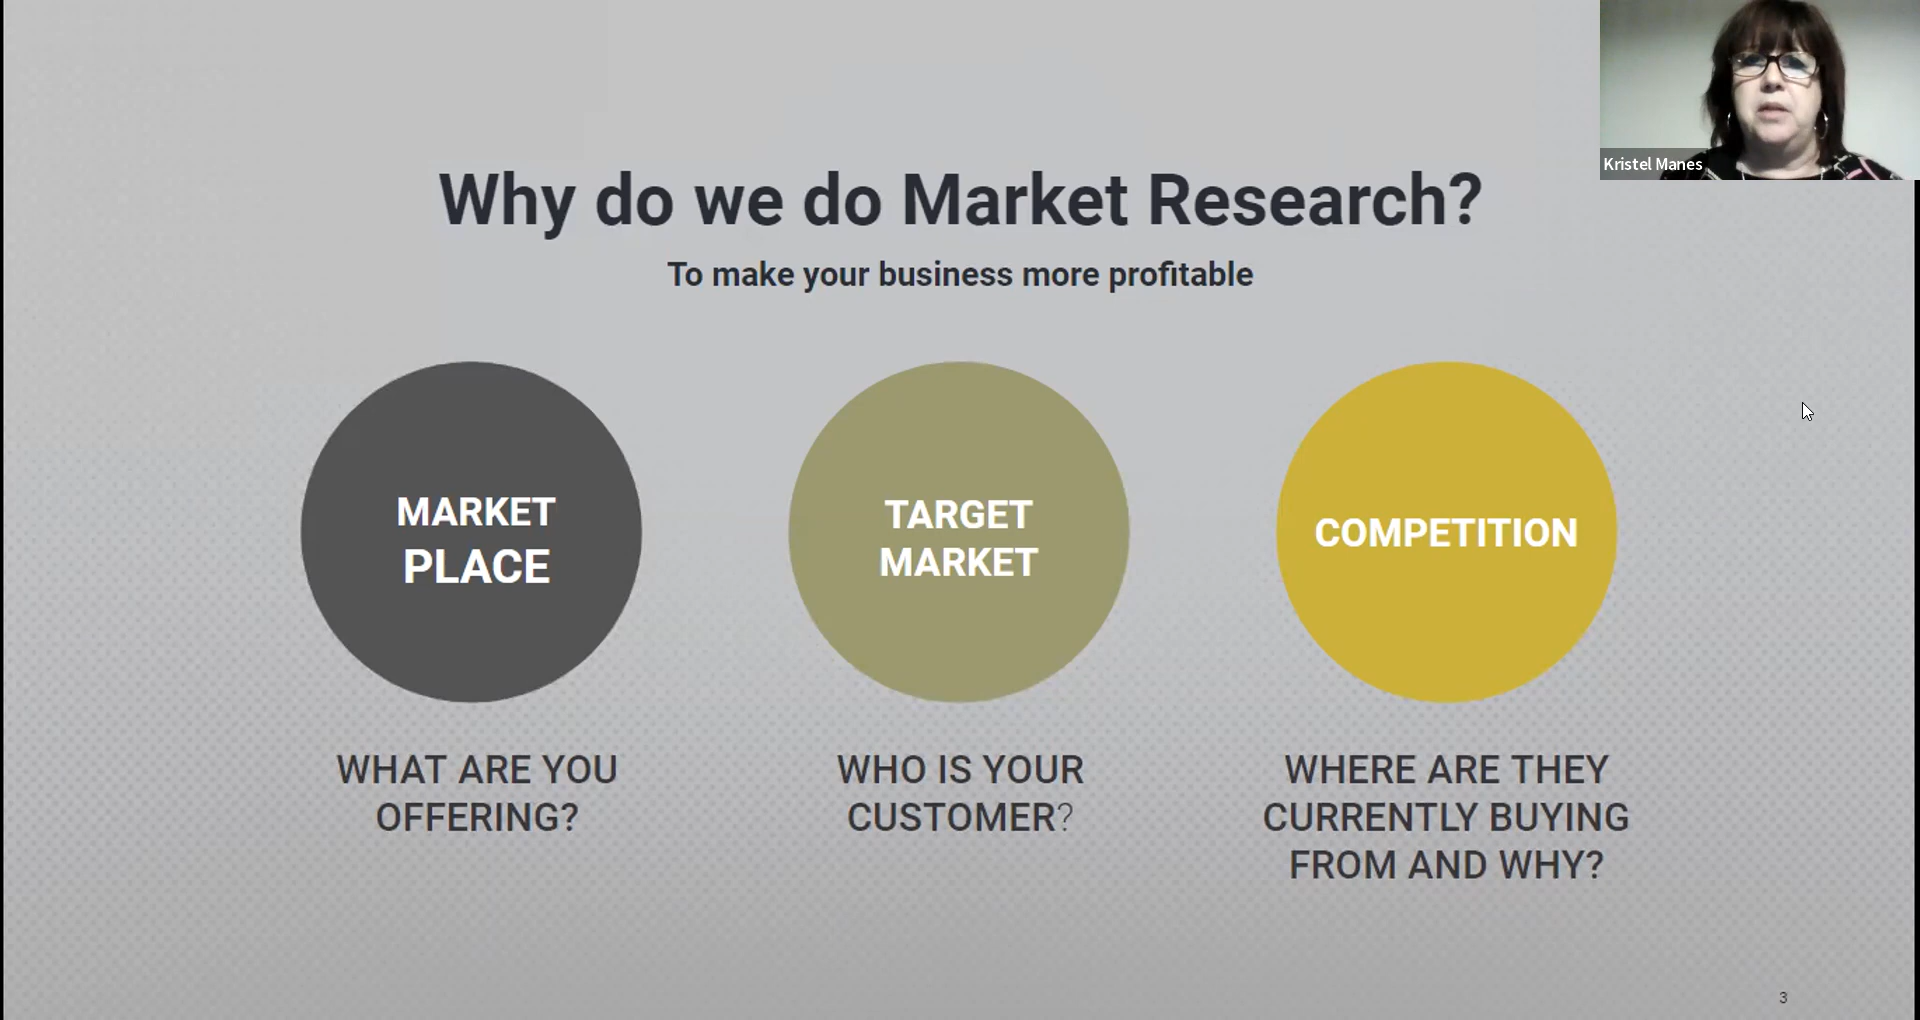 Kristel Manes
Why do we do Market Research?
To make your business more profitable
MARKET
PLACE
TARGET
MARKET
COMPETITION
WHAT ARE YOU
OFFERING?
WHO IS YOUR
CUSTOMER?
WHERE ARE THEY
CURRENTLY BUYING
FROM AND WHY?
3